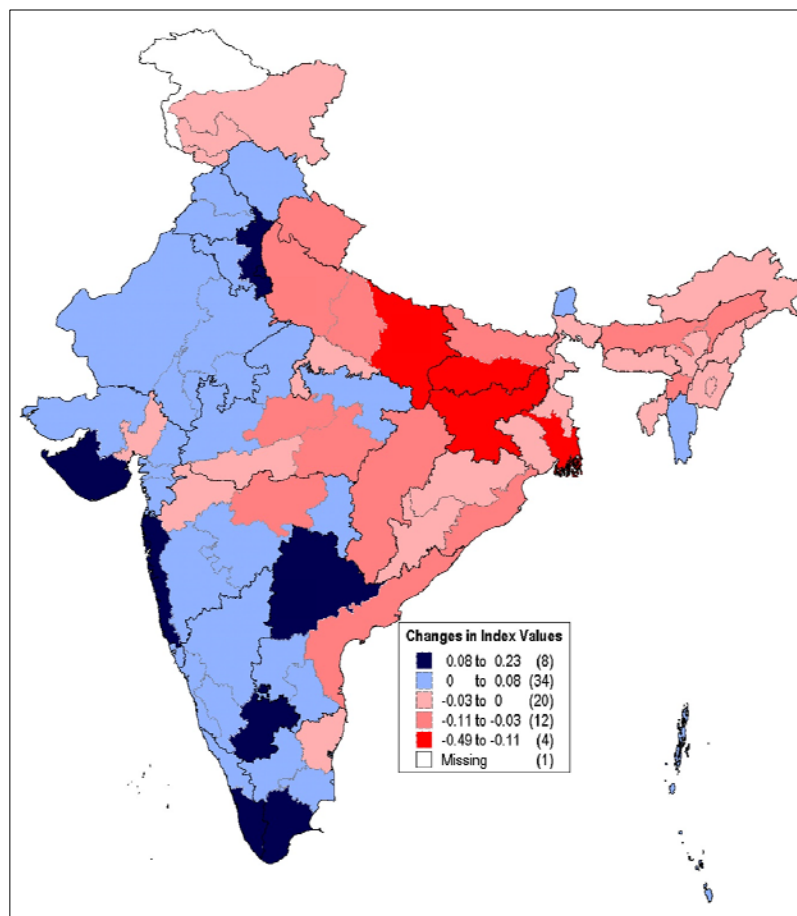 Changes in Index Values
0.08 to 0.23 (8)
0 to 0.08 (34)
-0.03 to 0 (20)
-0.11 to -0.03 (12)
-0.49 to -0.11 (4)
Missing (1)